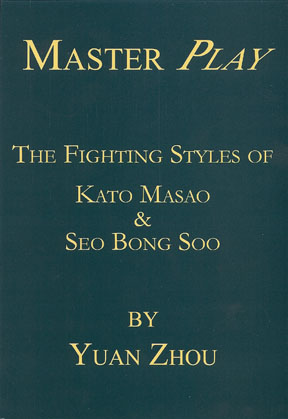 MASTER PLAY
THE FIGHTING STYLES OF
KATO MASAO
&
SEO BONG SOO
BY
YUAN ZHOU